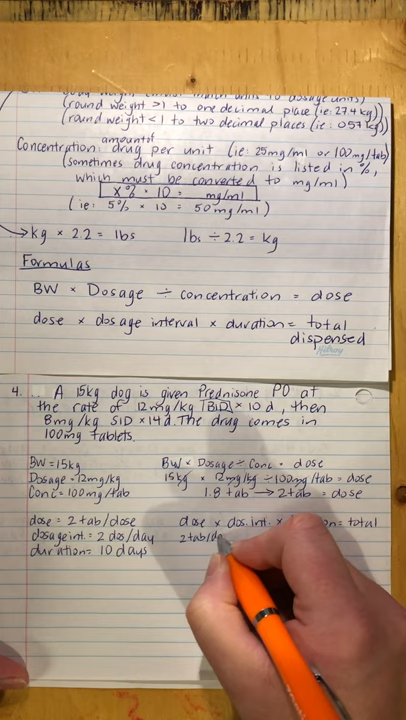 (round weight >1 to one decimal place (ie: 27.4 kg)
(round weight <1 to two decimal places (ie: 0.57 kg)
amount of
Concentration: drug per unit (ie: 25mg/ml or 100mg/tab)
(sometimes drug concentration is listed in %,
which must be converted to mg/ml)
X% × 10 = mg/ml
(ie: 5% × 10 = 50mg/ml)
kg × 2.2 = lbs lbs ÷ 2.2 = kg
Formulas
BW × Dosage ÷ concentration = dose
dose × dosage interval × duration = total
dispensed
4. A 15kg dog is given Prednisone PO at
the rate of 12mg/kg BID × 10 d, then
8mg/kg SID × 14d. The drug comes in
100mg tablets.
BW = 15kg BW × Dosage ÷ Conc = dose
Dosage = 12mg/kg 15kg × 12mg/kg ÷ 100mg/tab = dose
Conc = 100mg/tab 1.8 tab → 2 tab = dose
dose = 2 tab/dose dose × dos. int. × on = total
dosage int. = 2 dos/day 2 tab/do
duration = 10 days